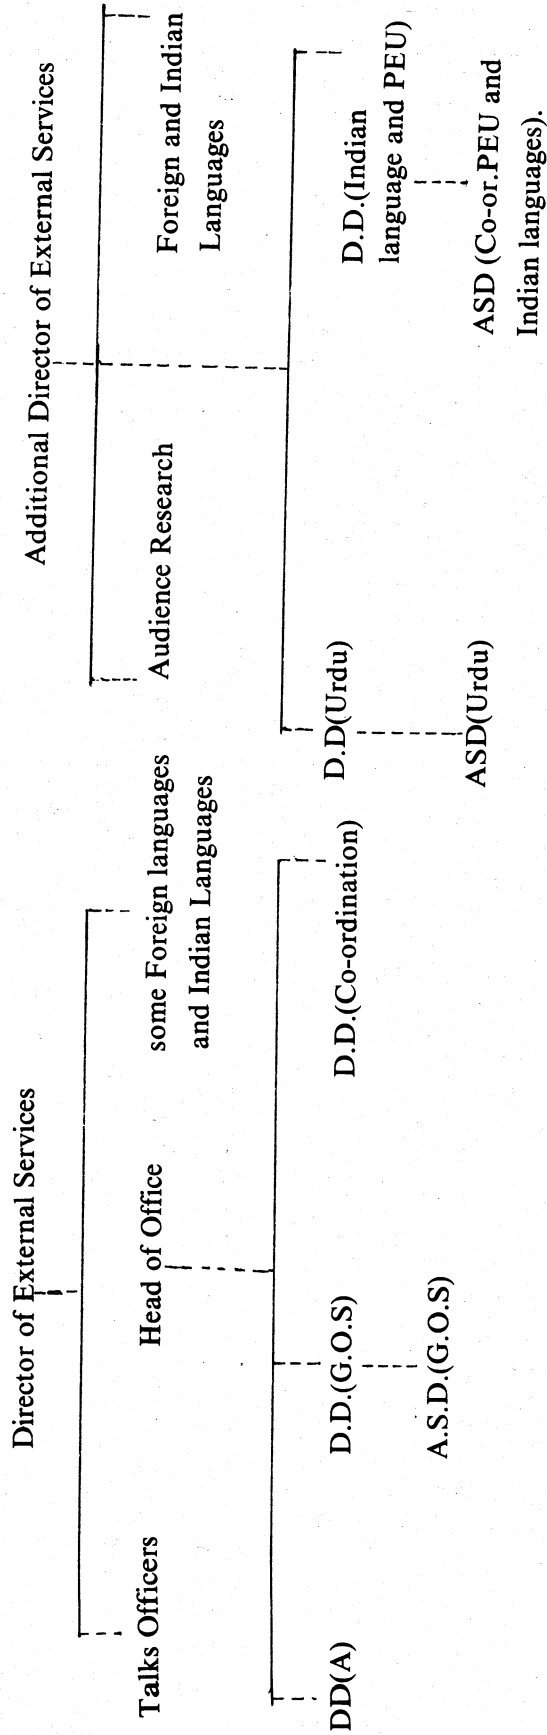 Director of External Services
Additional Director of External Services
Talks Officers
Head of Office
some Foreign languages
and Indian Languages
Audience Research
Foreign and Indian
Languages
DD(A)
D.D.(G.O.S)
D.D.(Co-ordination)
D.D(Urdu)
D.D.(Indian
language and PEU)
A.S.D.(G.O.S)
ASD(Urdu)
ASD (Co-or.PEU and
Indian languages).